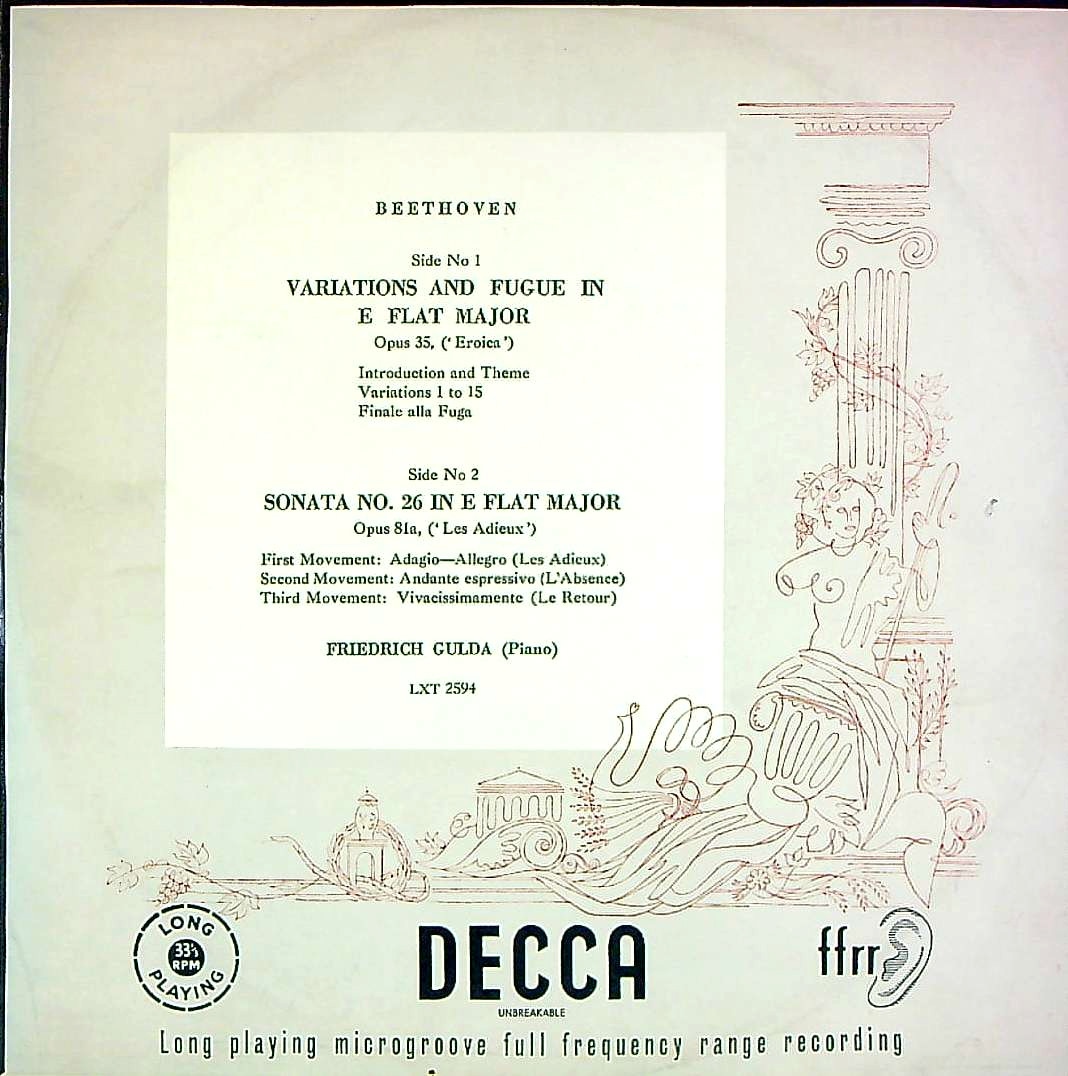 BEETHOVEN
Side No 1
VARIATIONS AND FUGUE IN
E FLAT MAJOR
Opus 35, (‘ Eroica ’)
Introduction and Theme
Variations 1 to 15
Finale alla Fuga
Side No 2
SONATA NO. 26 IN E FLAT MAJOR
Opus 81a, (‘ Les Adieux ’)
First Movement: Adagio—Allegro (Les Adieux)
Second Movement: Andante espressivo (L’Absence)
Third Movement: Vivacissimamente (Le Retour)
FRIEDRICH GULDA (Piano)
LXT 2594
LONG
33⅓
RPM
PLAYING
DECCA
UNBREAKABLE
ffrr
Long playing microgroove full frequency range recording